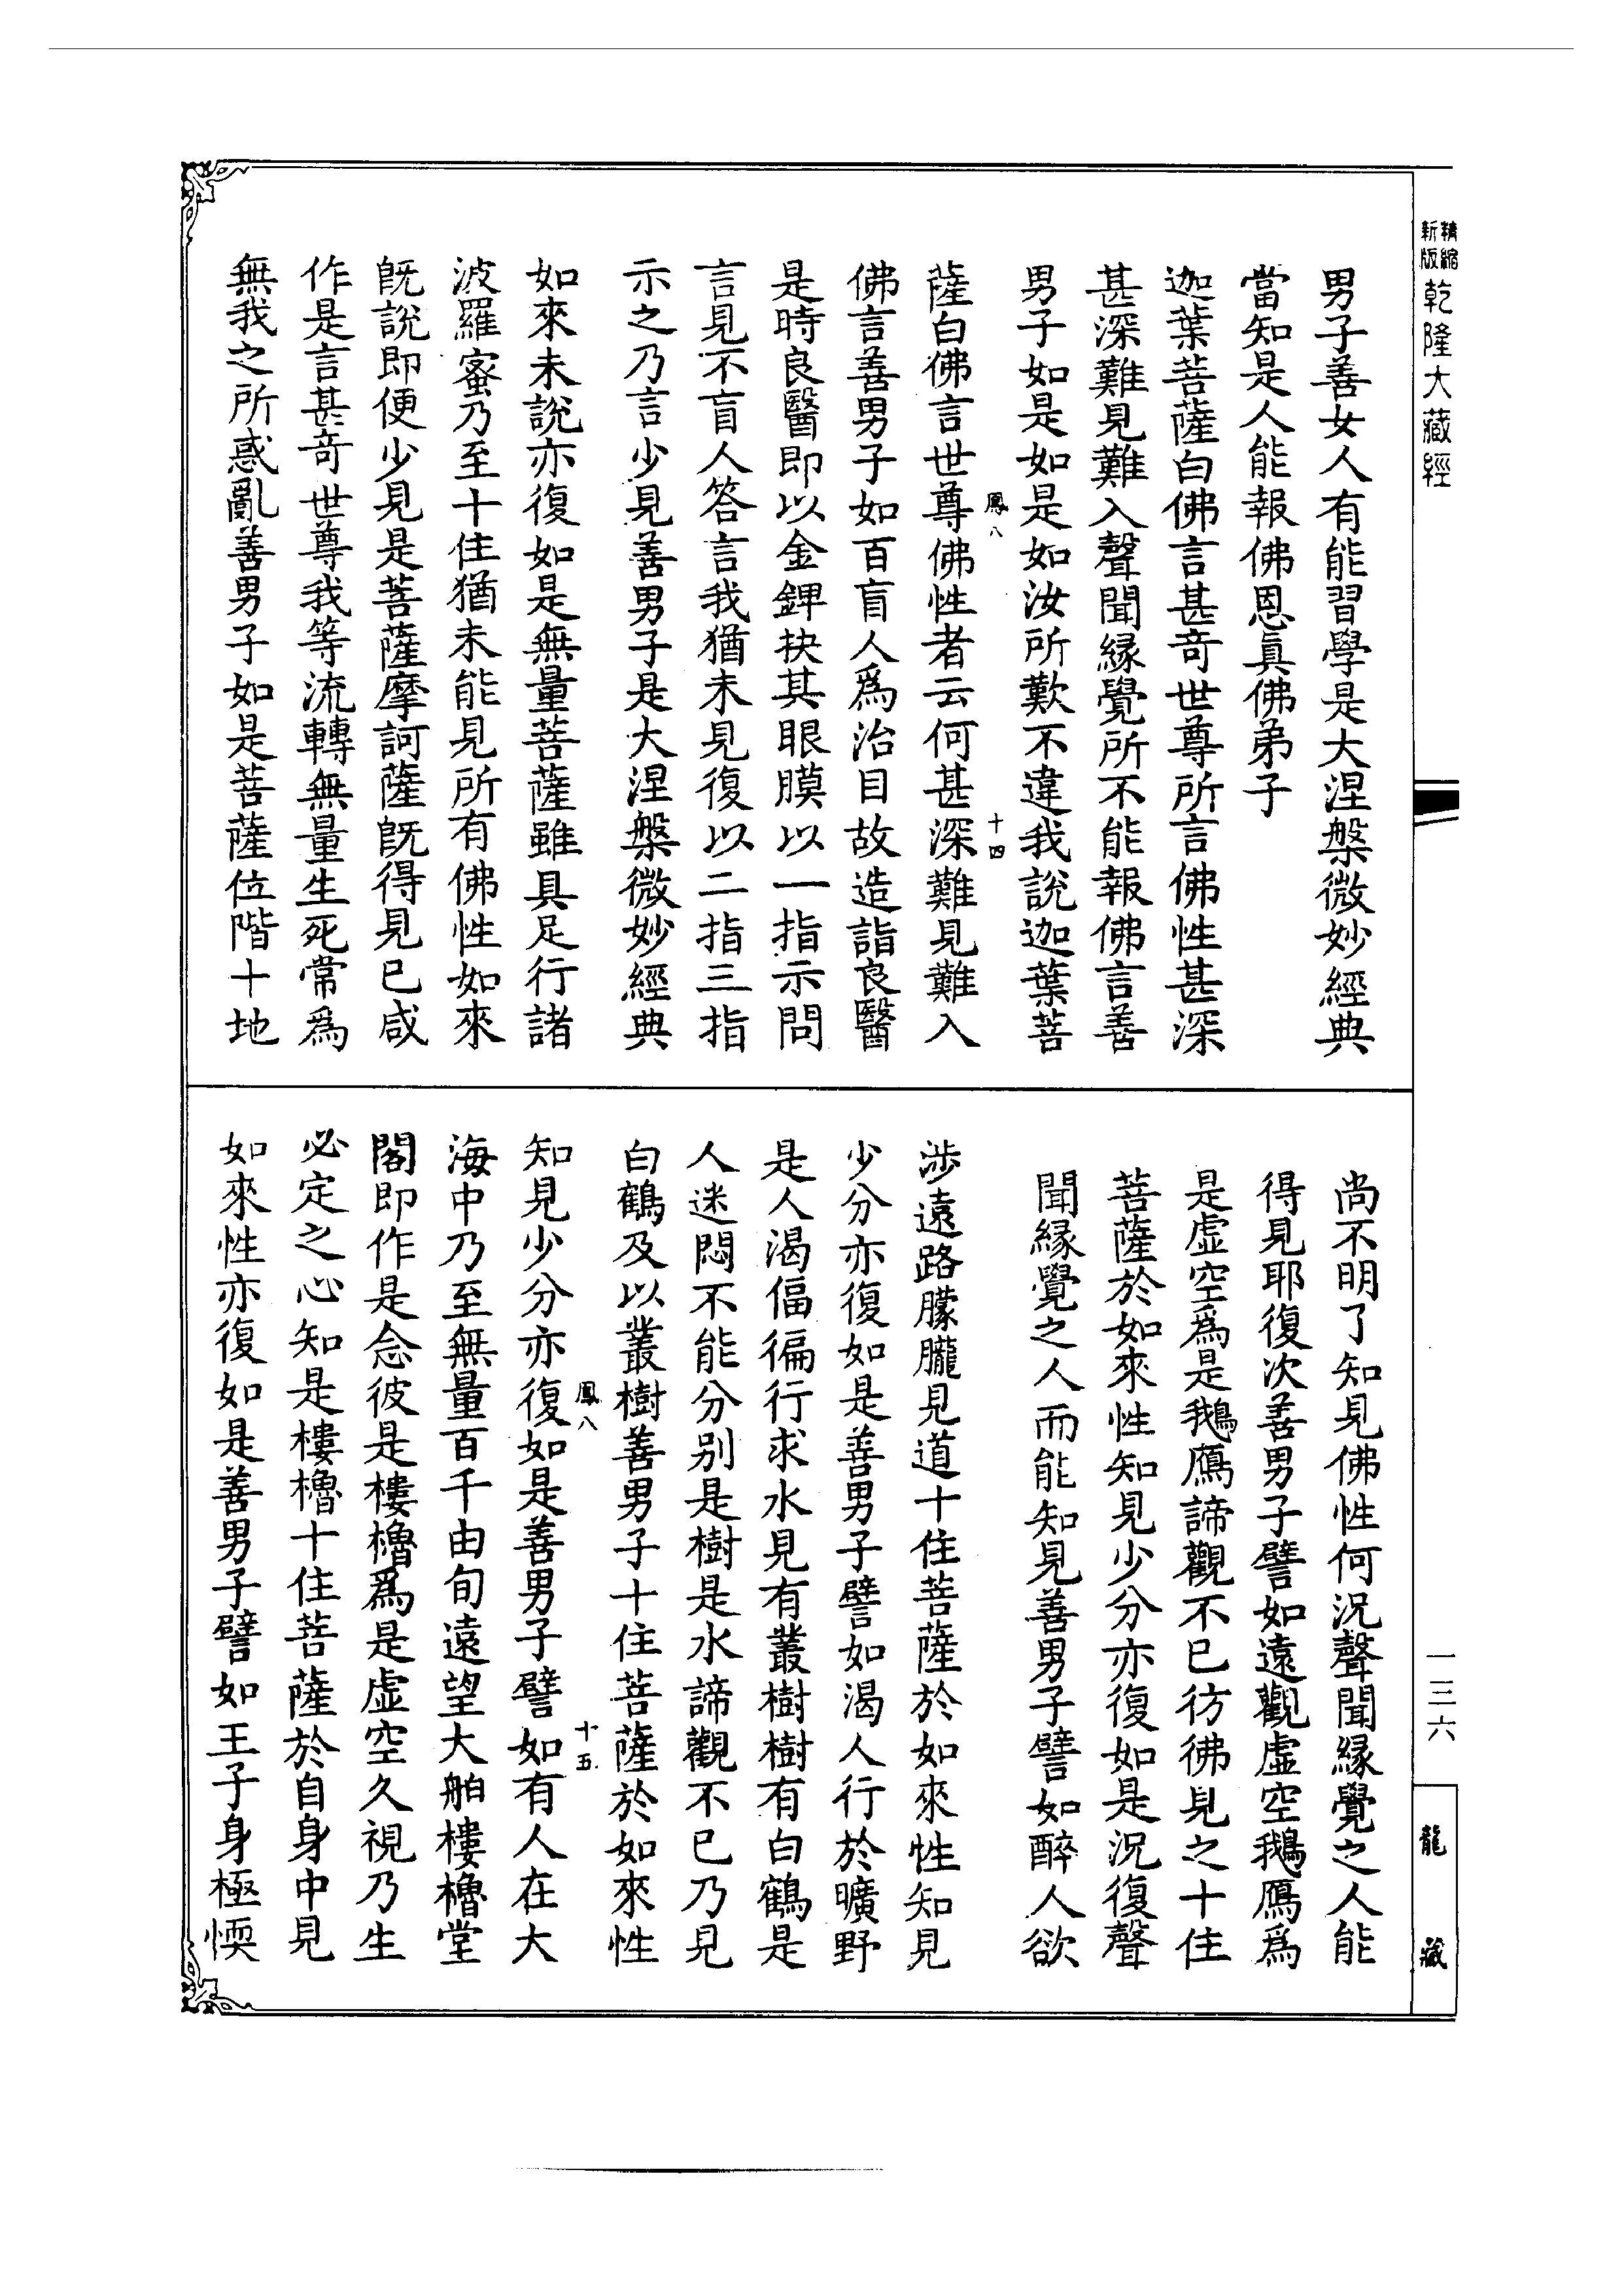 精縮新版乾隆大藏經
男子善女人有能習學是大涅槃微妙經典
當知是人能報佛恩真佛弟子
迦葉菩薩白佛言甚奇世尊所言佛性甚深
甚深難見難入聲聞緣覺所不能報佛言善
男子如是如是如汝所歎不違我說迦葉菩
鳳八
十四
薩白佛言世尊佛性者云何甚深難見難入
佛言善男子如百盲人為治目故造詣良醫
是時良醫即以金錍抉其眼膜以一指示問
言見不盲人答言我猶未見復以二指三指
示之乃言少見善男子是大涅槃微妙經典
如來未說亦復如是無量菩薩雖具足行諸
波羅蜜乃至十住猶未能見所有佛性如來
旣說即便少見是菩薩摩訶薩旣得見已咸
作是言甚奇世尊我等流轉無量生死常為
無我之所惑亂善男子如是菩薩位階十地
尚不明了知見佛性何況聲聞緣覺之人能
得見耶復次善男子譬如遠觀虛空鵝鴈為
是虛空為是鵝鴈諦觀不已彷彿見之十住
菩薩於如來性知見少分亦復如是況復聲
聞緣覺之人而能知見善男子譬如醉人欲
涉遠路朦朧見道十住菩薩於如來性知見
少分亦復如是善男子譬如渴人行於曠野
是人渴偪徧行求水見有叢樹樹有白鶴是
人迷悶不能分別是樹是水諦觀不已乃見
白鶴及以叢樹善男子十住菩薩於如來性
鳳八
十五
知見少分亦復如是善男子譬如有人在大
海中乃至無量百千由旬遠望大舶樓櫓堂
閣即作是念彼是樓櫓為是虛空久視乃生
必定之心知是樓櫓十住菩薩於自身中見
如來性亦復如是善男子譬如王子身極愞
一三六
龍藏